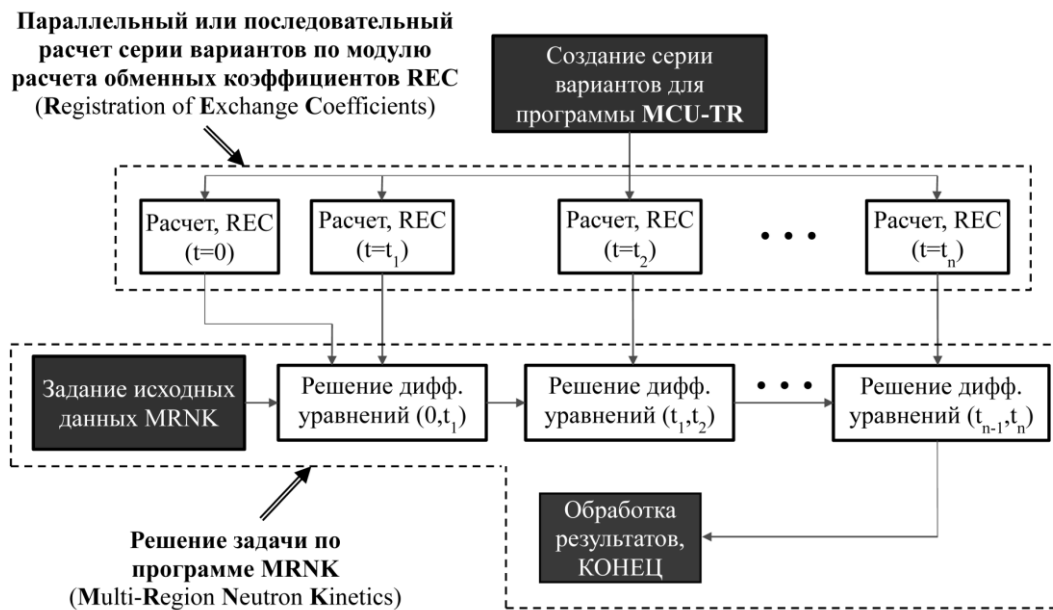 Параллельный или последовательный
расчет серии вариантов по модулю
расчета обменных коэффициентов REC
(Registration of Exchange Coefficients)
Создание серии
вариантов для
программы MCU-TR
Расчет, REC
(t=0)
Расчет, REC
(t=t₁)
Расчет, REC
(t=t₂)
• • •
Расчет, REC
(t=tₙ)
Задание исходных
данных MRNK
Решение дифф.
уравнений (0,t₁)
Решение дифф.
уравнений (t₁,t₂)
• • •
Решение дифф.
уравнений (tₙ₋₁,tₙ)
Обработка
результатов,
КОНЕЦ
Решение задачи по
программе MRNK
(Multi-Region Neutron Kinetics)